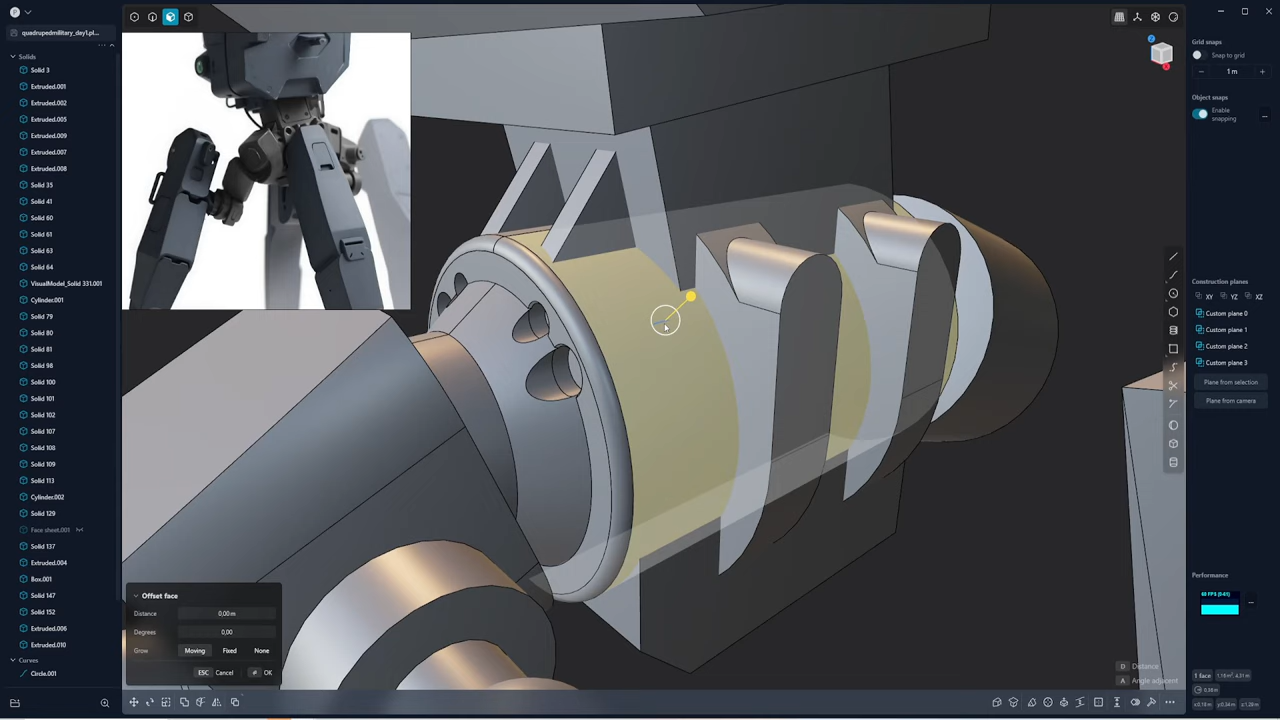 quadrupedmilitary_day1.pl...
Solids
Solid 3
Extruded.001
Extruded.002
Extruded.005
Extruded.009
Extruded.007
Extruded.008
Solid 35
Solid 41
Solid 60
Solid 61
Solid 63
Solid 64
VisualModel_Solid 331.001
Cylinder.001
Solid 79
Solid 80
Solid 81
Solid 98
Solid 100
Solid 101
Solid 102
Solid 107
Solid 108
Solid 109
Solid 113
Cylinder.002
Solid 129
Face sheet.001
Solid 137
Extruded.004
Box.001
Solid 147
Solid 152
Extruded.006
Extruded.010
Curves
Circle.001
Offset face
Distance 0,00 m
Degrees 0,00
Grow Moving Fixed None
ESC Cancel OK
Z
X
D Distance
A Angle adjacent
Grid snaps
Snap to grid
− 1 m +
Object snaps
Enable snapping ...
Construction planes
XY YZ XZ
Custom plane 0
Custom plane 1
Custom plane 2
Custom plane 3
Plane from selection
Plane from camera
Performance
1 face